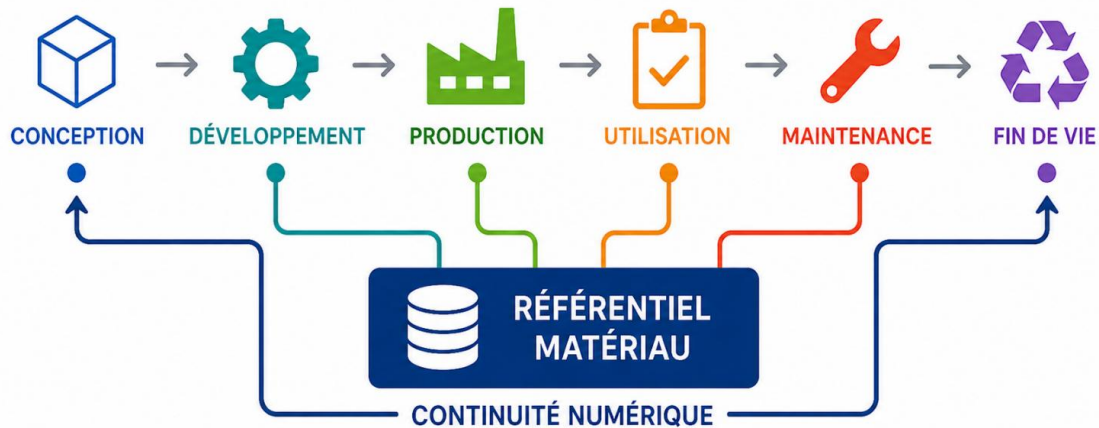 CONCEPTION
DÉVELOPPEMENT
PRODUCTION
UTILISATION
MAINTENANCE
FIN DE VIE
RÉFÉRENTIEL
MATÉRIAU
CONTINUITÉ NUMÉRIQUE